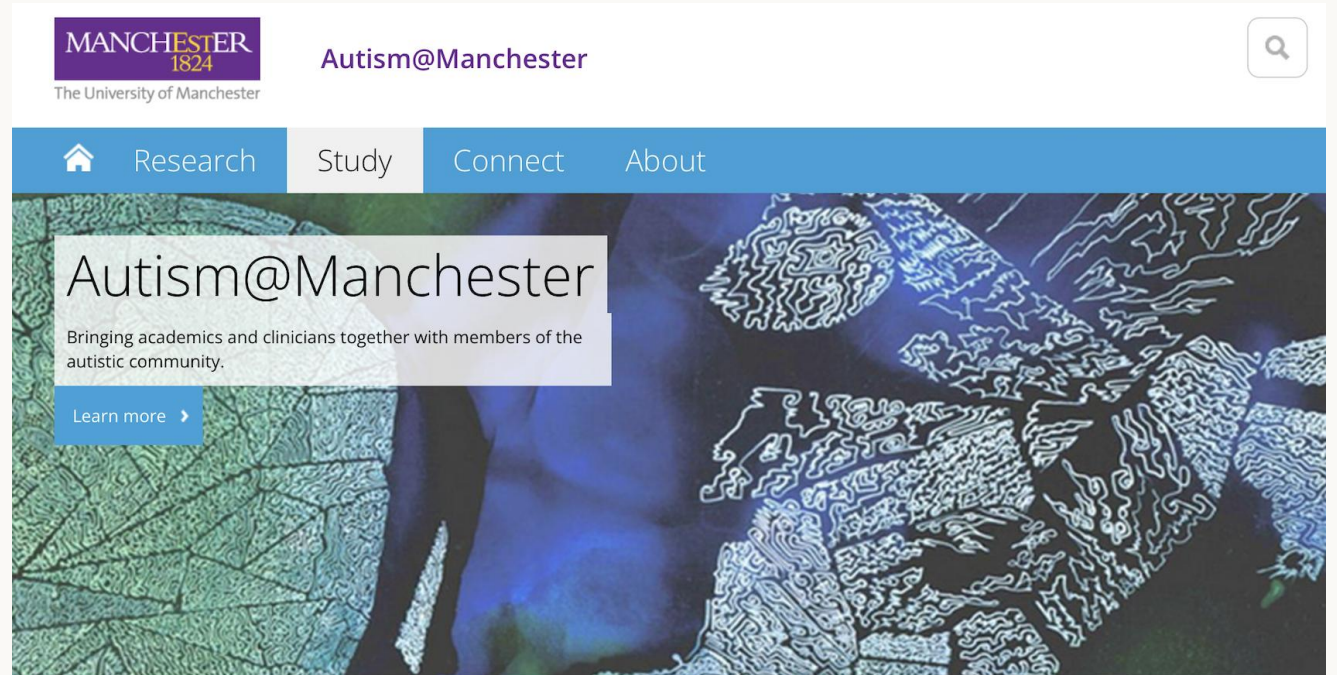 MANCHESTER
1824
The University of Manchester
Autism@Manchester
Research Study Connect About
Autism@Manchester
Bringing academics and clinicians together with members of the
autistic community.
Learn more